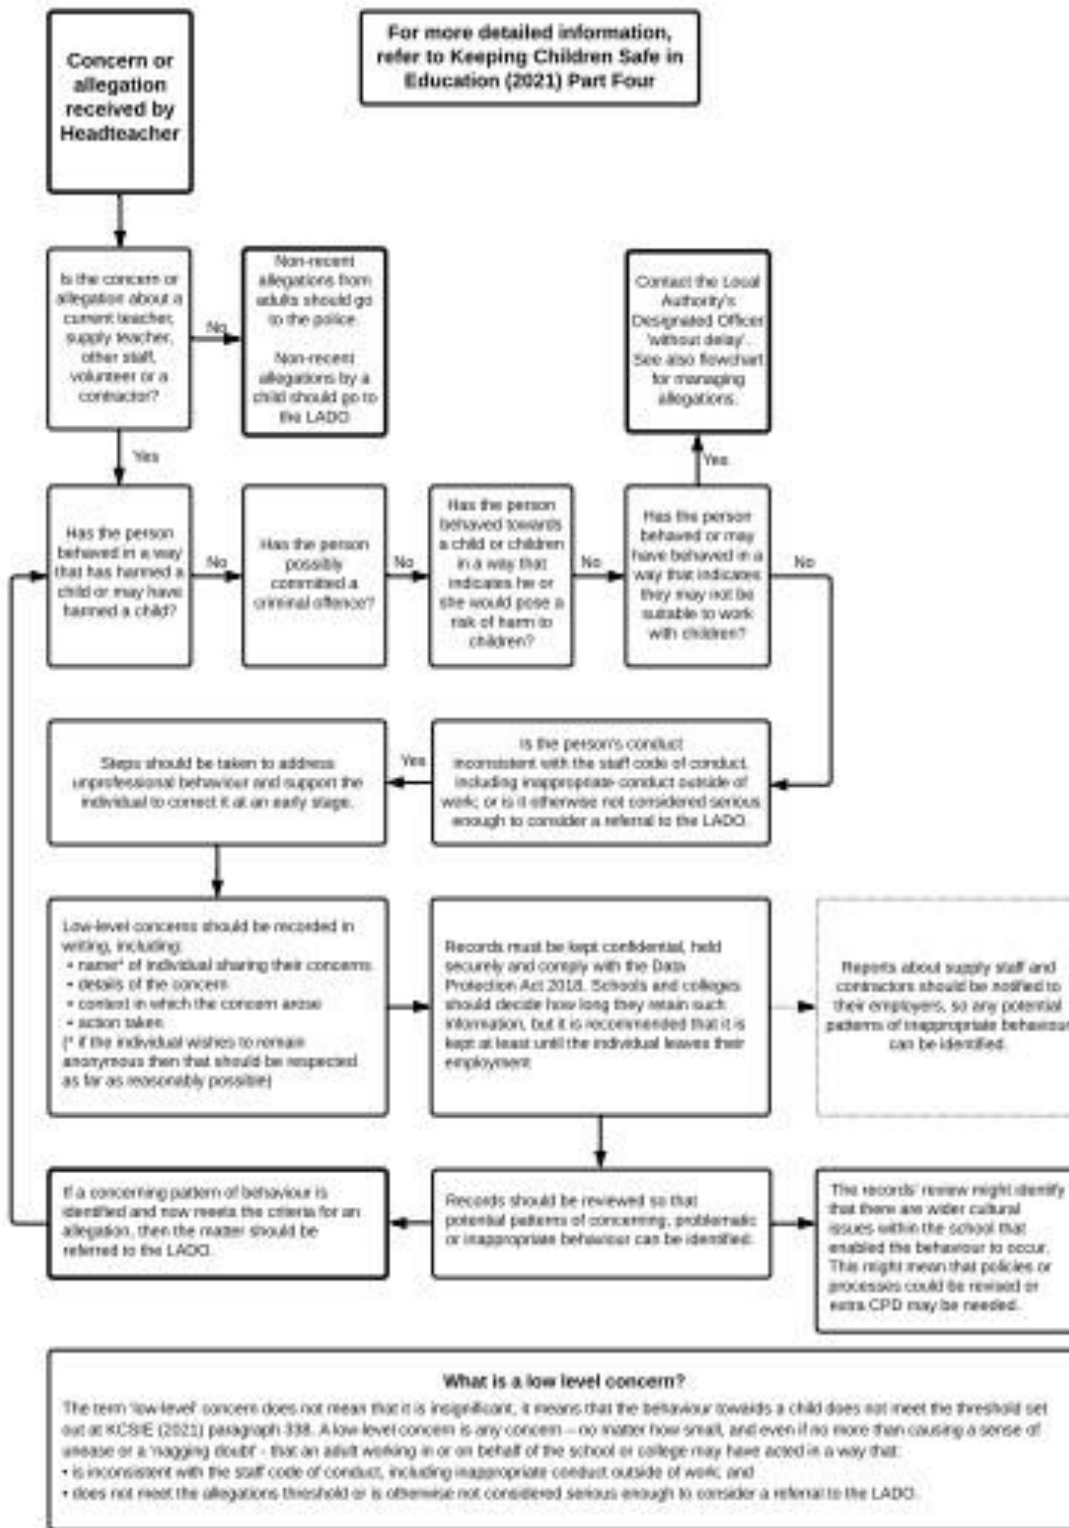 Concern or
allegation
received by
Headteacher
For more detailed information,
refer to Keeping Children Safe in
Education (2021) Part Four
Is the concern or
allegation about a
current teacher,
supply teacher,
other staff,
volunteer or a
contractor?
No
Non-recent
allegations from
adults should go
to the police.
Non-recent
allegations by a
child should go to
the LADO
Contact the Local
Authority's
Designated Officer
'without delay'.
See also flowchart
for managing
allegations.
Yes
Yes
Has the person
behaved in a way
that has harmed a
child or may have
harmed a child?
No
Has the person
possibly
committed a
criminal offence?
No
Has the person
behaved towards
a child or children
in a way that
indicates he or
she would pose a
risk of harm to
children?
No
Has the person
behaved or may
have behaved in a
way that indicates
they may not be
suitable to work
with children?
No
Steps should be taken to address
unprofessional behaviour and support the
individual to correct it at an early stage.
Yes
Is the person's conduct
inconsistent with the staff code of conduct,
including inappropriate conduct outside of
work; or is it otherwise not considered serious
enough to consider a referral to the LADO.
Low-level concerns should be recorded in
writing, including:
• name* of individual sharing their concerns
• details of the concern
• context in which the concern arose
• action taken
(* if the individual wishes to remain
anonymous then that should be respected
as far as reasonably possible)
Records must be kept confidential, held
securely and comply with the Data
Protection Act 2018. Schools and colleges
should decide how long they retain such
information, but it is recommended that it is
kept at least until the individual leaves their
employment
Reports about supply staff and
contractors should be notified to
their employers, so any potential
patterns of inappropriate behaviour
can be identified.
If a concerning pattern of behaviour is
identified and now meets the criteria for an
allegation, then the matter should be
referred to the LADO.
Records should be reviewed so that
potential patterns of concerning, problematic
or inappropriate behaviour can be identified.
The records' review might identify
that there are wider cultural
issues within the school that
enabled the behaviour to occur.
This might mean that policies or
processes could be revised or
extra CPD may be needed.
What is a low level concern?
The term 'low-level' concern does not mean that it is insignificant, it means that the behaviour towards a child does not meet the threshold set
out at KCSIE (2021) paragraph 338. A low-level concern is any concern – no matter how small, and even if no more than causing a sense of
unease or a 'nagging doubt' - that an adult working in or on behalf of the school or college may have acted in a way that:
• is inconsistent with the staff code of conduct, including inappropriate conduct outside of work; and
• does not meet the allegations threshold or is otherwise not considered serious enough to consider a referral to the LADO.